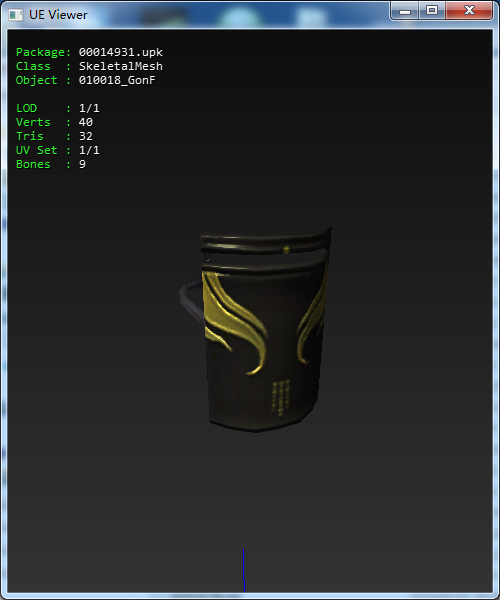 UE Viewer
Package: 00014931.upk
Class : SkeletalMesh
Object : 010018_GonF
LOD : 1/1
Verts : 40
Tris : 32
UV Set : 1/1
Bones : 9